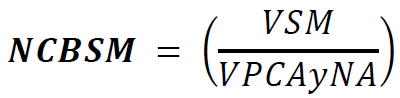 NCBSM = (VSM / VPCAyNA)